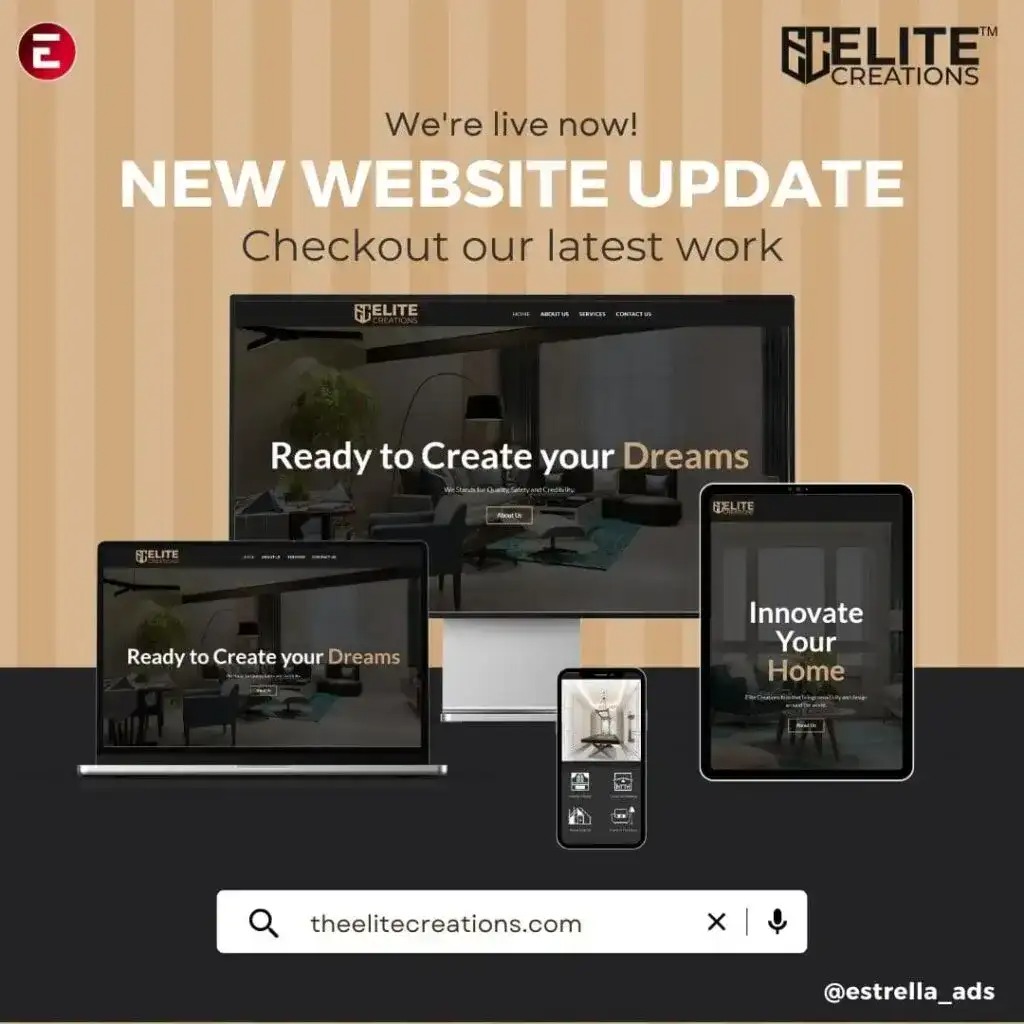 E
ELITE™
CREATIONS
We're live now!
NEW WEBSITE UPDATE
Checkout our latest work
ELITE
CREATIONS
HOME ABOUT US SERVICES CONTACT US
Ready to Create your Dreams
We Stands for Quality, Safety and Credibility.
About Us
ELITE
CREATIONS
HOME ABOUT US SERVICES CONTACT US
Ready to Create your Dreams
About Us
ELITE
CREATIONS
Innovate
Your
Home
About Us
theelitecreations.com
@estrella_ads